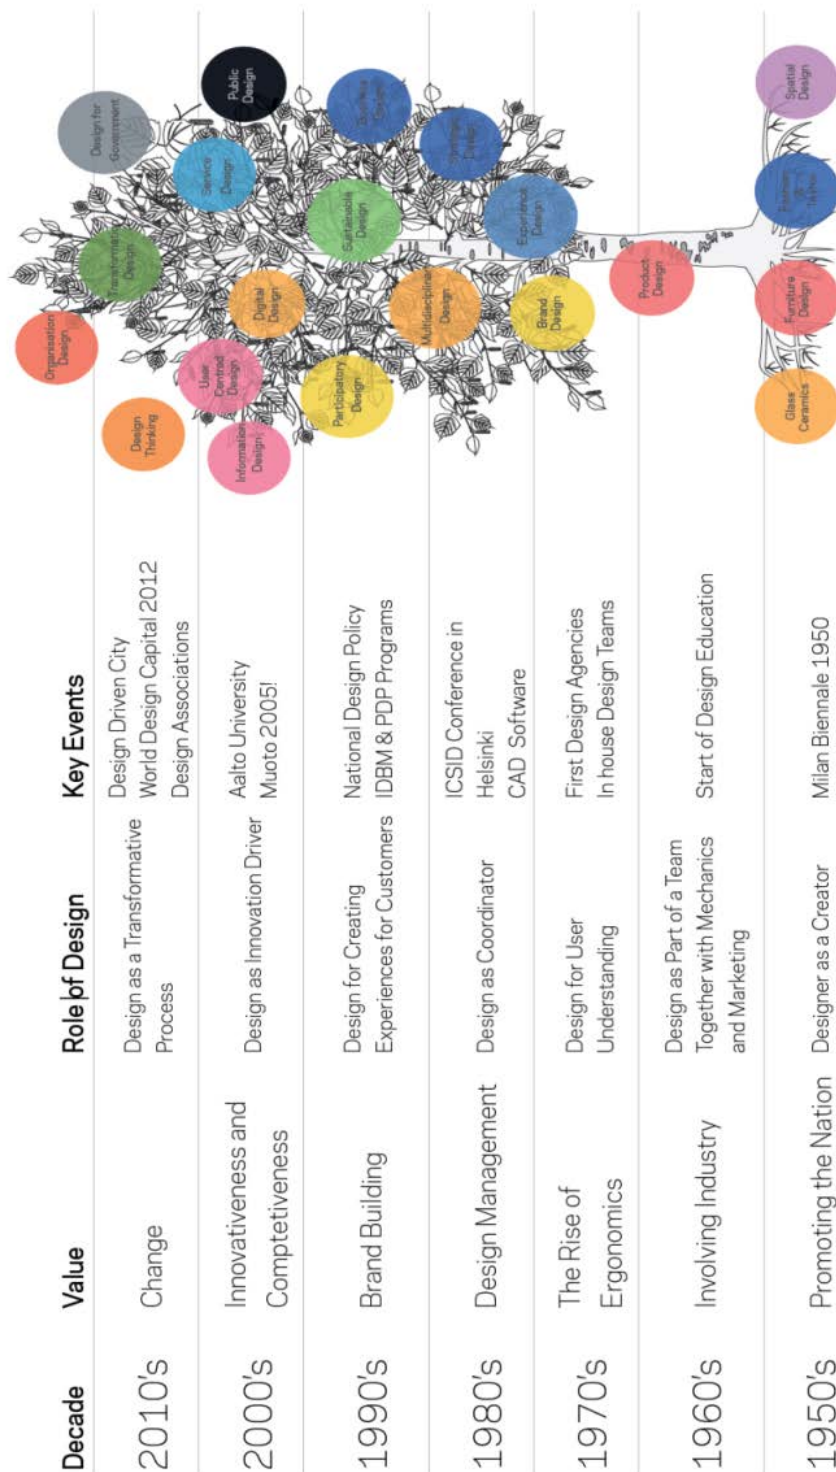 Decade
Value
Role of Design
Key Events
2010's
Change
Design as a Transformative
Process
Design Driven City
World Design Capital 2012
Design Associations
Organisation
Design
Design
Thinking
Transformation
Design
Design for
Government
2000's
Innovativeness and
Comptetiveness
Design as Innovation Driver
Aalto University
Muoto 2005!
Information
Design
User
Centred
Design
Digital
Design
Service
Design
Public
Design
1990's
Brand Building
Design for Creating
Experiences for Customers
National Design Policy
IDBM & PDP Programs
Participatory
Design
Sustainable
Design
Business
Design
1980's
Design Management
Design as Coordinator
ICSID Conference in
Helsinki
CAD Software
Multidisciplinary
Design
Strategic
Design
1970's
The Rise of
Ergonomics
Design for User
Understanding
First Design Agencies
In house Design Teams
Brand
Design
Experience
Design
1960's
Involving Industry
Design as Part of a Team
Together with Mechanics
and Marketing
Start of Design Education
Product
Design
1950's
Promoting the Nation
Designer as a Creator
Milan Biennale 1950
Glass
Ceramics
Furniture
Design
Spatial
Design